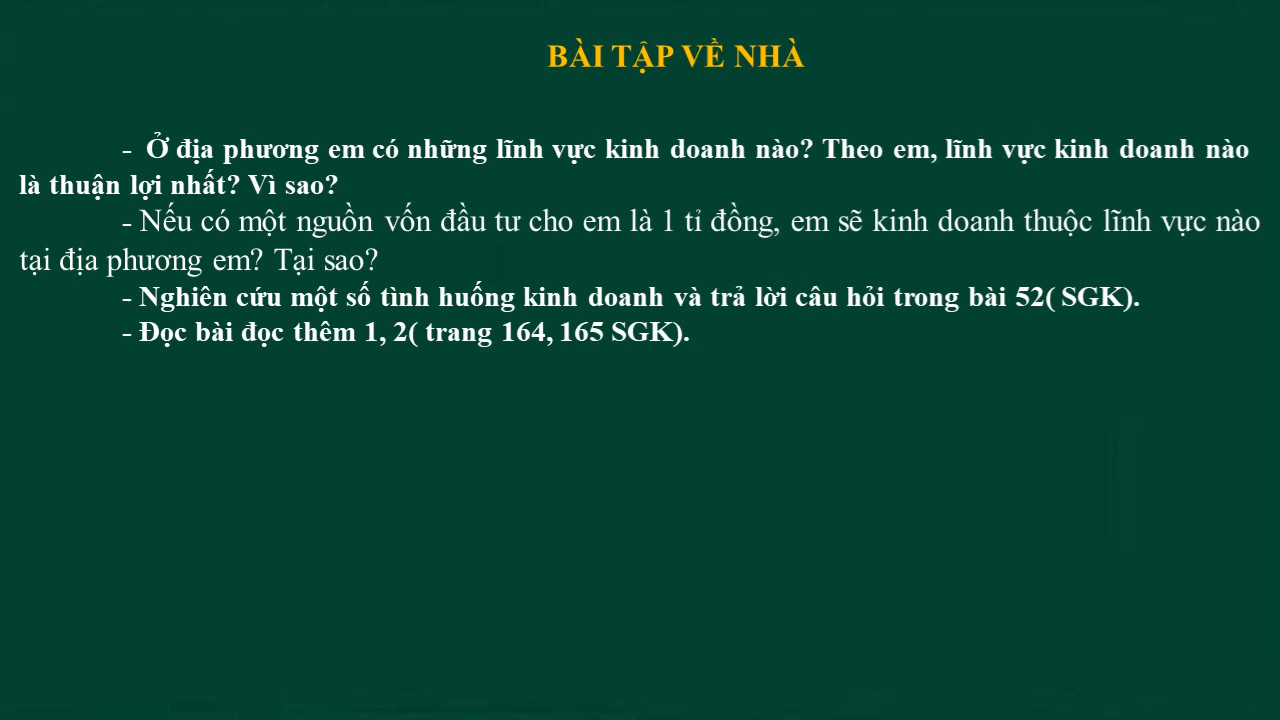 BÀI TẬP VỀ NHÀ
- Ở địa phương em có những lĩnh vực kinh doanh nào? Theo em, lĩnh vực kinh doanh nào
là thuận lợi nhất? Vì sao?
- Nếu có một nguồn vốn đầu tư cho em là 1 tỉ đồng, em sẽ kinh doanh thuộc lĩnh vực nào
tại địa phương em? Tại sao?
- Nghiên cứu một số tình huống kinh doanh và trả lời câu hỏi trong bài 52( SGK).
- Đọc bài đọc thêm 1, 2( trang 164, 165 SGK).